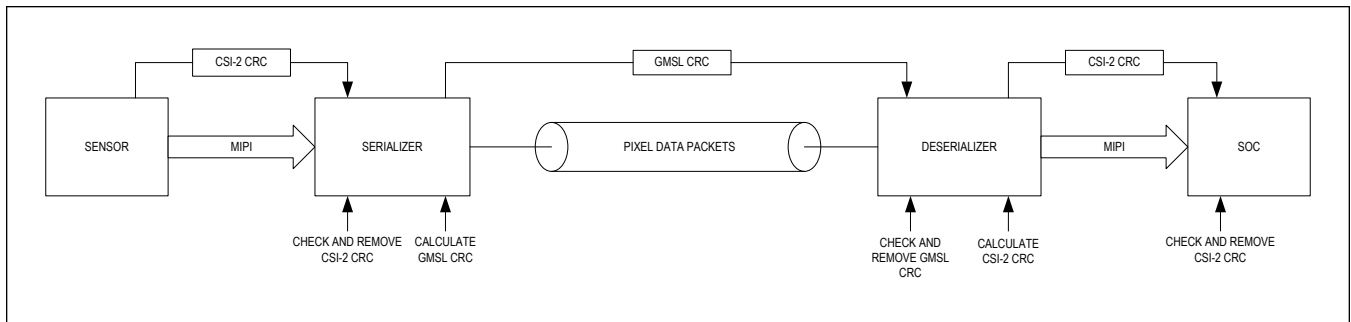 CSI-2 CRC
GMSL CRC
CSI-2 CRC
SENSOR
MIPI
SERIALIZER
PIXEL DATA PACKETS
DESERIALIZER
MIPI
SOC
CHECK AND REMOVE
CSI-2 CRC
CALCULATE
GMSL CRC
CHECK AND
REMOVE GMSL
CRC
CALCULATE
CSI-2 CRC
CHECK AND REMOVE
CSI-2 CRC